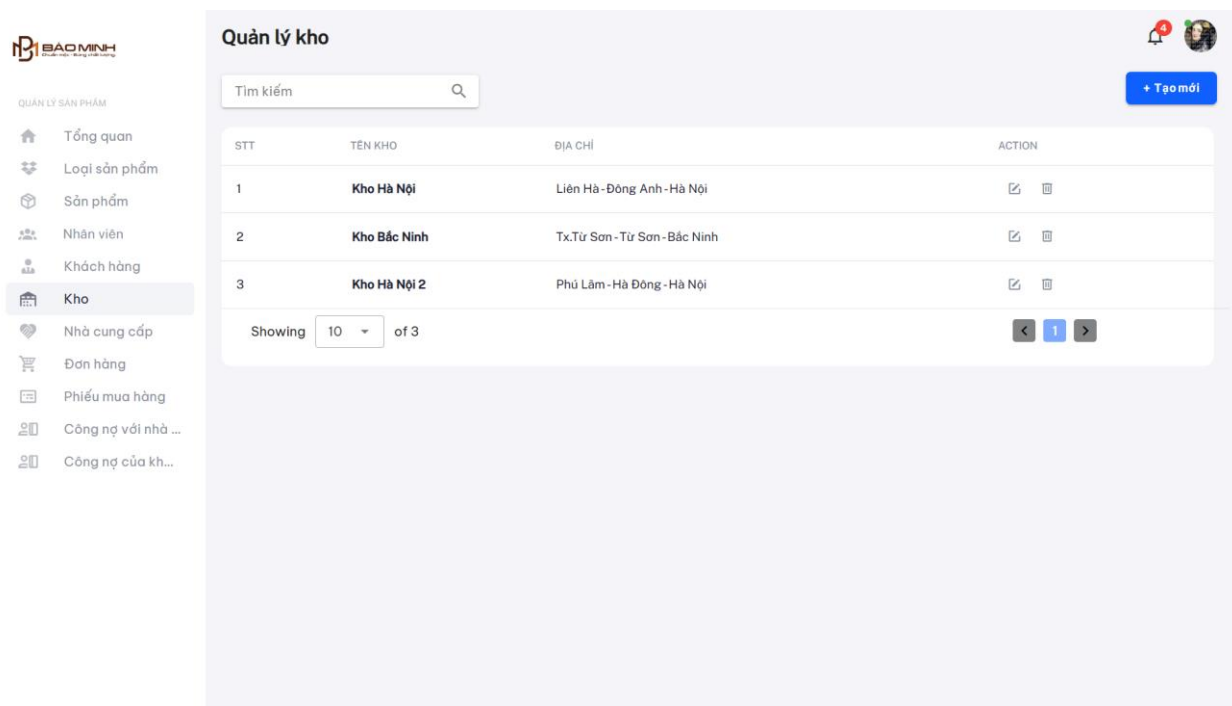 BẢO MINH
Quản lý kho
4
Tìm kiếm
+ Tạo mới
QUẢN LÝ SẢN PHẨM
Tổng quan
Loại sản phẩm
Sản phẩm
Nhân viên
Khách hàng
Kho
Nhà cung cấp
Đơn hàng
Phiếu mua hàng
Công nợ với nhà ...
Công nợ của kh...
STT TÊN KHO ĐỊA CHỈ ACTION
1 Kho Hà Nội Liên Hà - Đông Anh - Hà Nội
2 Kho Bắc Ninh Tx.Từ Sơn - Từ Sơn - Bắc Ninh
3 Kho Hà Nội 2 Phú Lãm - Hà Đông - Hà Nội
Showing 10 of 3
1